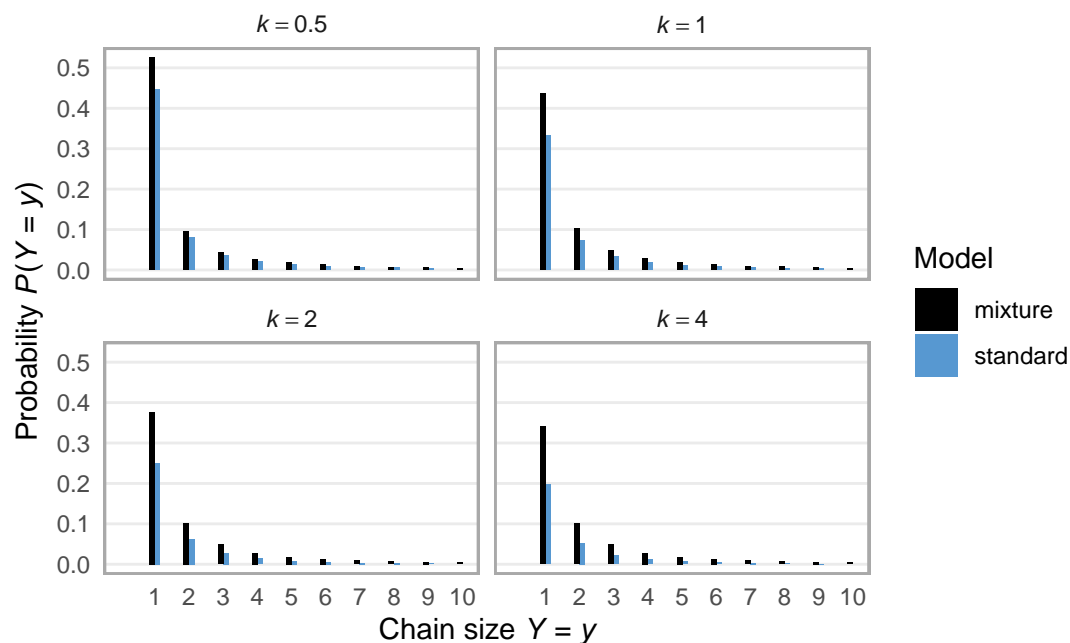 k = 0.5
k = 1
0.5
0.4
0.3
0.2
0.1
0.0
k = 2
k = 4
0.5
0.4
0.3
0.2
0.1
0.0
1 2 3 4 5 6 7 8 9 10
1 2 3 4 5 6 7 8 9 10
Chain size Y = y
Probability P(Y = y)
Model
mixture
standard